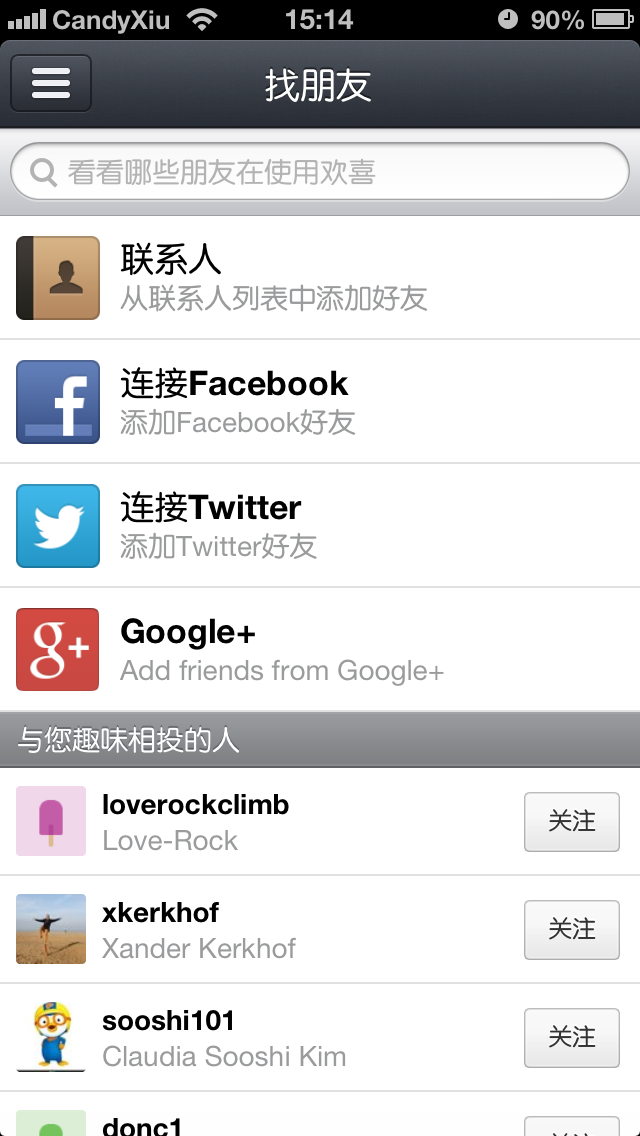 CandyXiu 15:14 90%
找朋友
看看哪些朋友在使用欢喜
联系人
从联系人列表中添加好友
连接Facebook
添加Facebook好友
连接Twitter
添加Twitter好友
Google+
Add friends from Google+
与您趣味相投的人
loverockclimb
Love-Rock
关注
xkerkhof
Xander Kerkhof
关注
sooshi101
Claudia Sooshi Kim
关注
donc1
关注